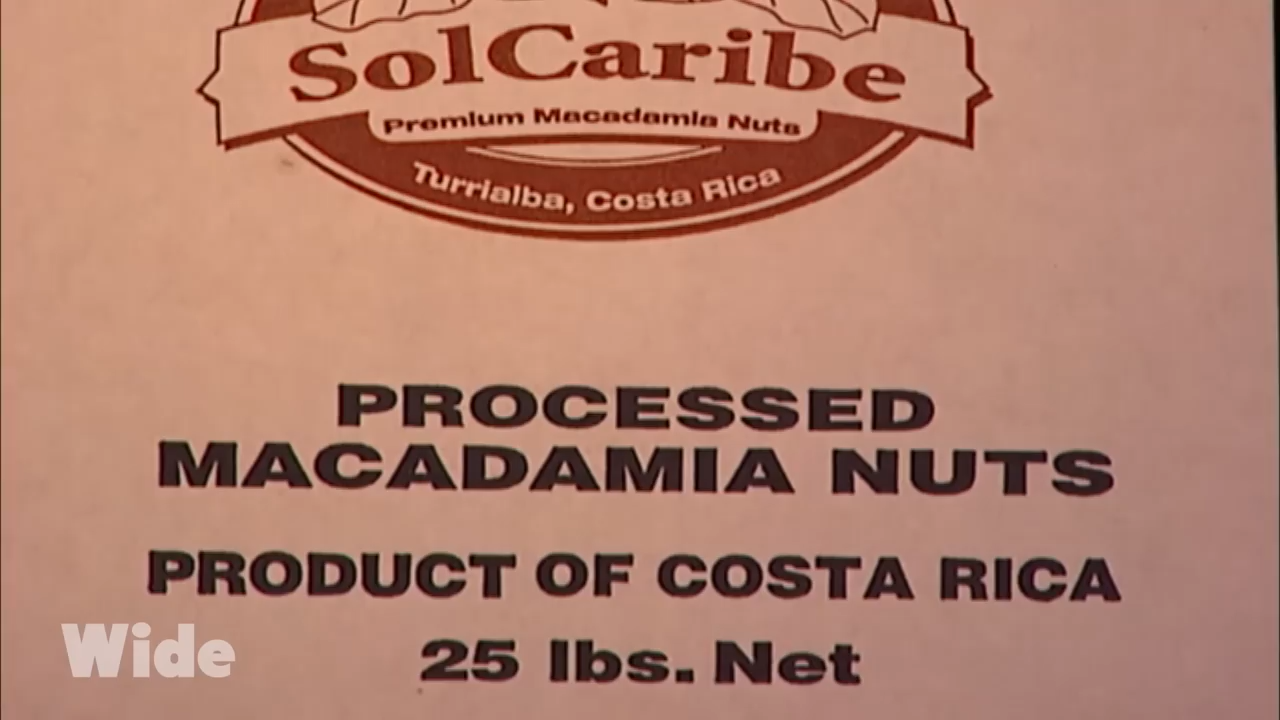 SolCaribe
Premium Macadamia Nuts
Turrialba, Costa Rica
PROCESSED
MACADAMIA NUTS
PRODUCT OF COSTA RICA
25 lbs. Net
Wide